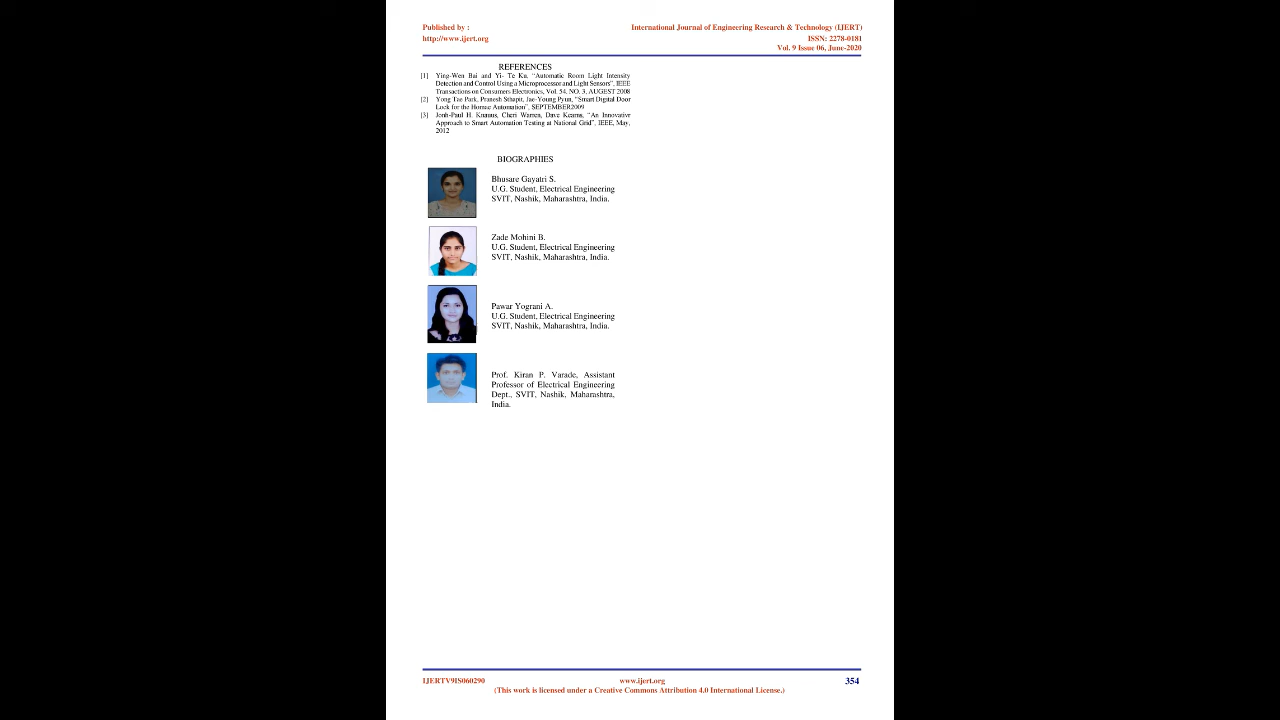 Published by :
http://www.ijert.org
International Journal of Engineering Research & Technology (IJERT)
ISSN: 2278-0181
Vol. 9 Issue 06, June-2020
REFERENCES
[1] Ying-Wen Bai and Yi- Te Ku. “Automatic Room Light Intensity
Detection and Control Using a Microprocessor and Light Sensors”, IEEE
Transactions on Consumers Electronics, Vol. 54, NO. 3, AUGEST 2008
[2] Yong Tae Park, Pranesh Sthapit, Jae-Young Pyun, “Smart Digital Door
Lock for the Homee Automation”, SEPTEMBER2009
[3] Jonh-Paul H. Knauus, Cheri Warren, Dave Kearns, “An Innovativr
Approach to Smart Automation Testing at National Grid”, IEEE, May,
2012
BIOGRAPHIES
Bhusare Gayatri S.
U.G. Student, Electrical Engineering
SVIT, Nashik, Maharashtra, India.
Zade Mohini B.
U.G. Student, Electrical Engineering
SVIT, Nashik, Maharashtra, India.
Pawar Yograni A.
U.G. Student, Electrical Engineering
SVIT, Nashik, Maharashtra, India.
Prof. Kiran P. Varade, Assistant
Professor of Electrical Engineering
Dept., SVIT, Nashik, Maharashtra,
India.
IJERTV9IS060290
www.ijert.org
354
(This work is licensed under a Creative Commons Attribution 4.0 International License.)